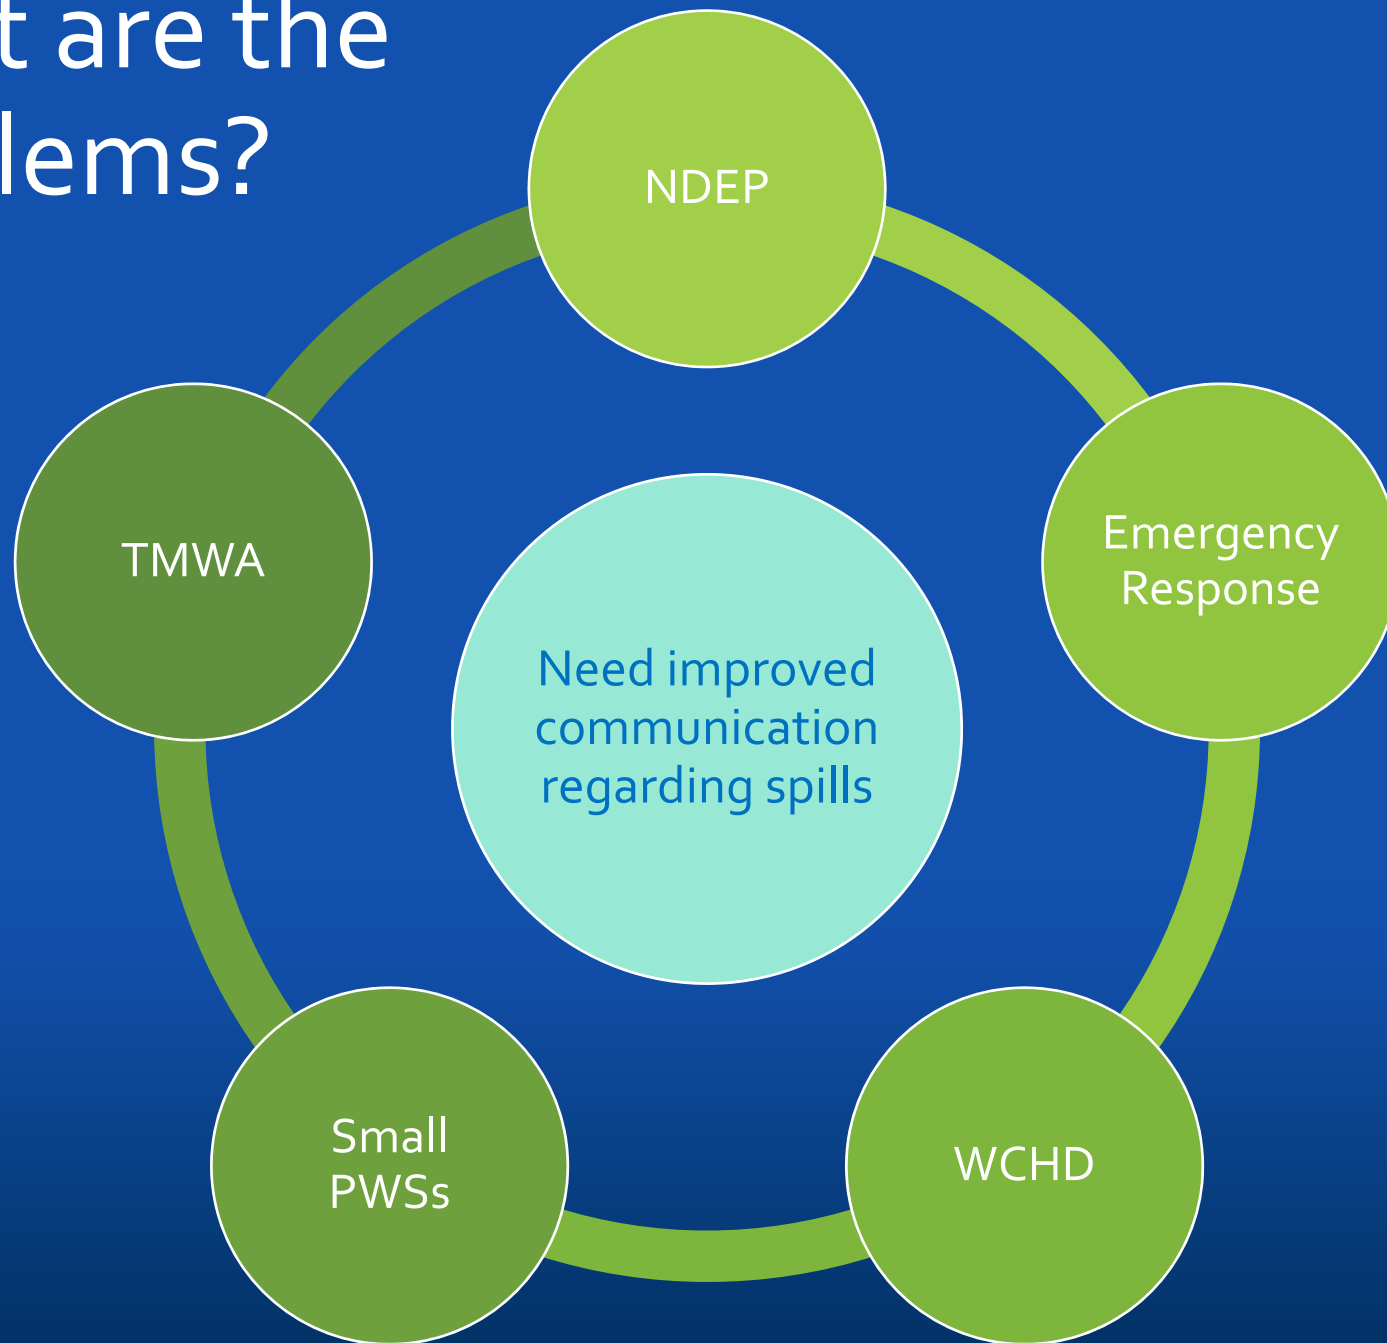 t are the
lems?
NDEP
Emergency
Response
WCHD
Small
PWSs
TMWA
Need improved
communication
regarding spills